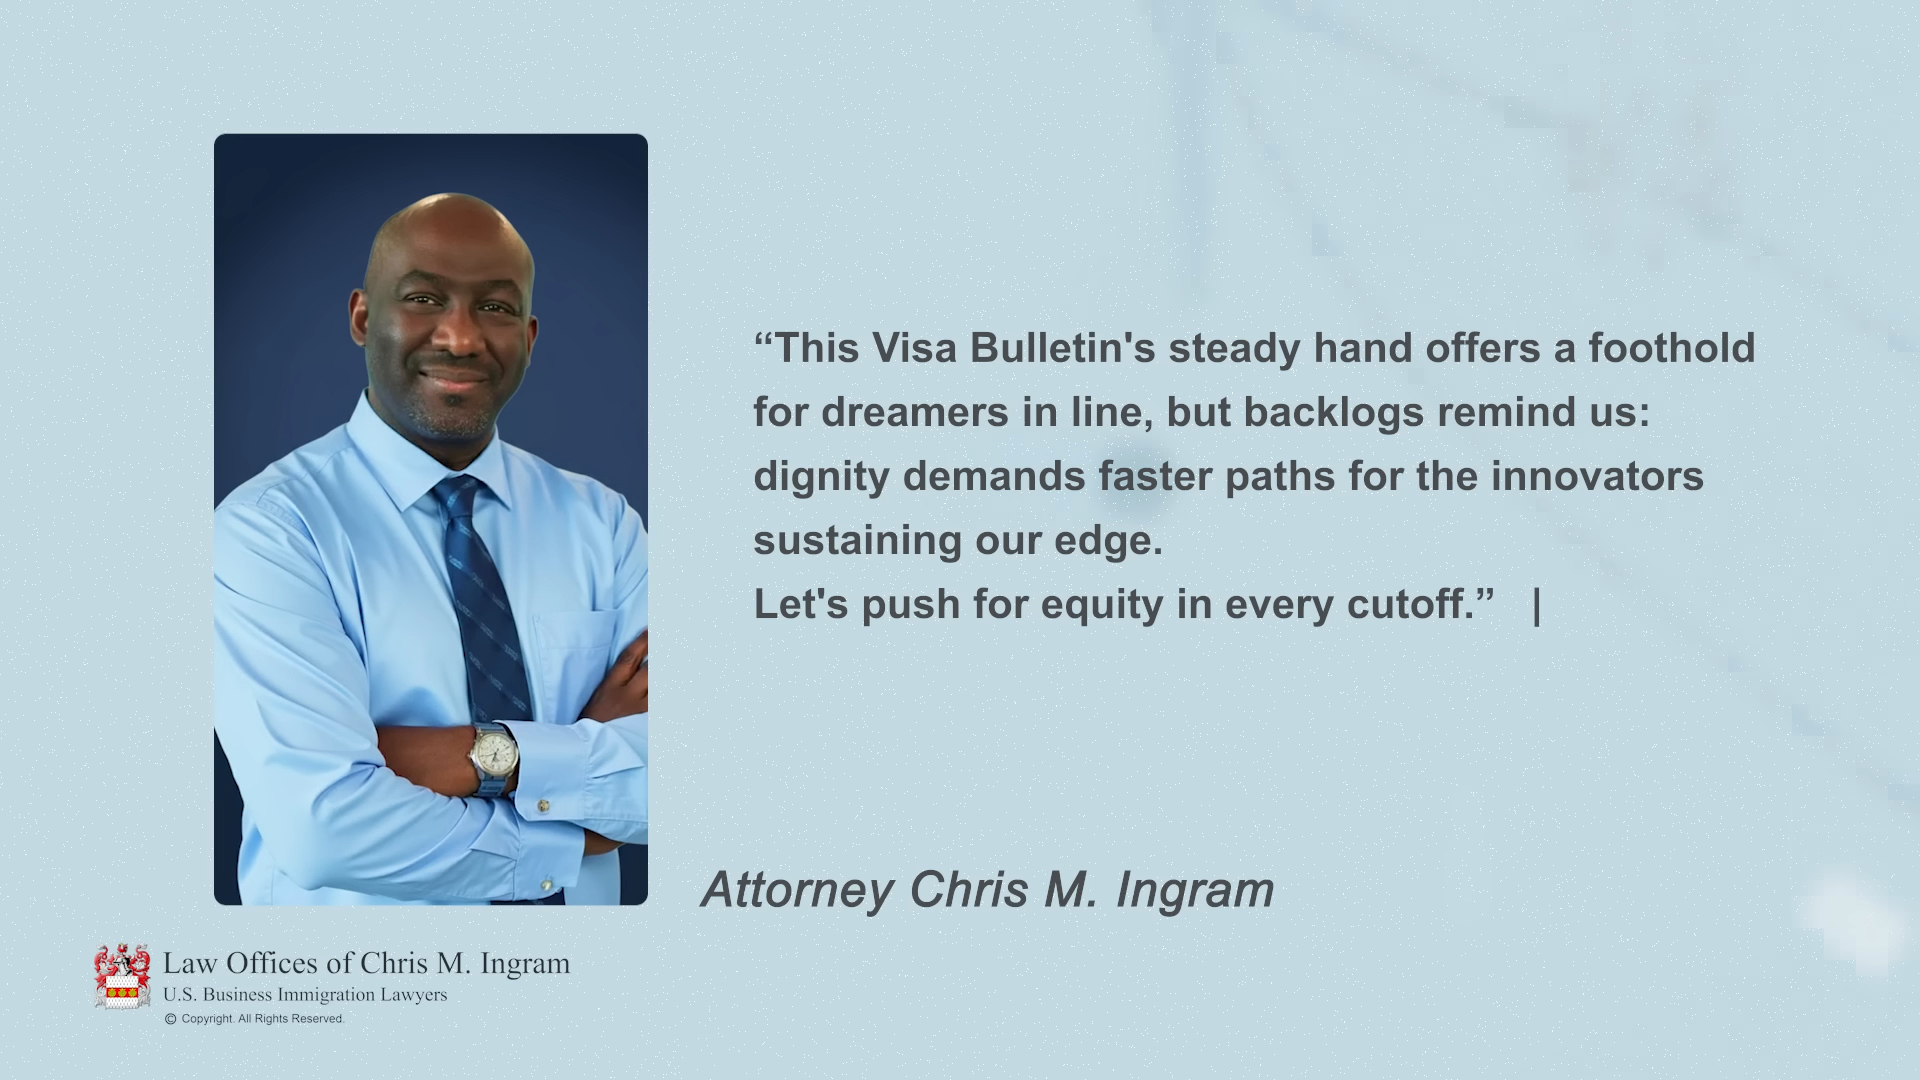 “This Visa Bulletin's steady hand offers a foothold
for dreamers in line, but backlogs remind us:
dignity demands faster paths for the innovators
sustaining our edge.
Let's push for equity in every cutoff.” |
Attorney Chris M. Ingram
Law Offices of Chris M. Ingram
U.S. Business Immigration Lawyers
© Copyright. All Rights Reserved.